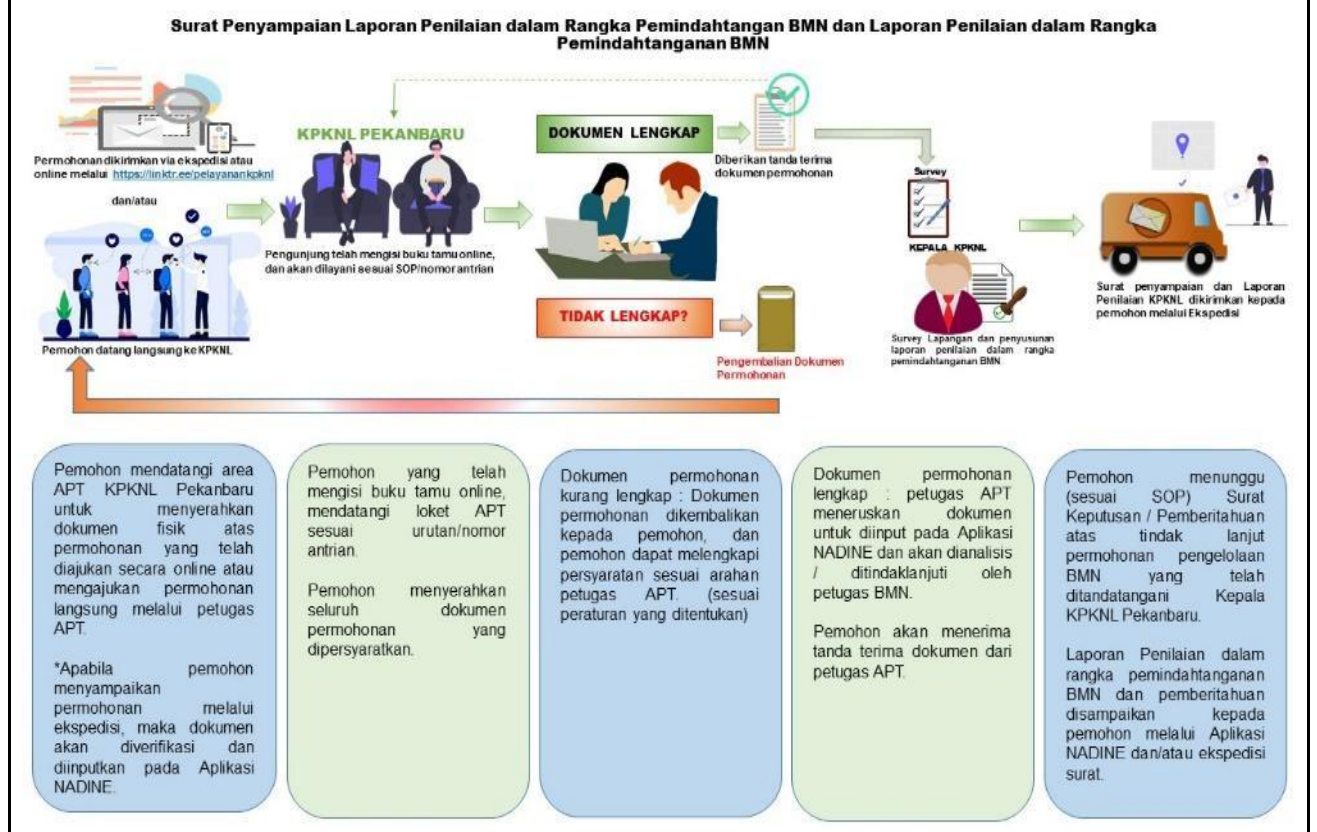 Surat Penyampaian Laporan Penilaian dalam Rangka Pemindahtangan BMN dan Laporan Penilaian dalam Rangka
Pemindahtanganan BMN
Permohonan dikirimkan via ekspedisi atau
online melalui https://linktr.ee/pelayanankpknl
dan/atau
Pemohon datang langsung ke KPKNL
KPKNL PEKANBARU
Pengunjung telah mengisi buku tamu online,
dan akan dilayani sesuai SOP/nomor antrian
DOKUMEN LENGKAP
TIDAK LENGKAP?
Diberikan tanda terima
dokumen permohonan
Pengembalian Dokumen
Permohonan
Survey
KEPALA KPKNL
Survey Lapangan dan penyusunan
laporan penilaian dalam rangka
pemindahtanganan BMN
Surat penyampaian dan Laporan
Penilaian KPKNL dikirimkan kepada
pemohon melalui Ekspedisi
Pemohon mendatangi area
APT KPKNL Pekanbaru
untuk menyerahkan
dokumen fisik atas
permohonan yang telah
diajukan secara online atau
mengajukan permohonan
langsung melalui petugas
APT.
*Apabila pemohon
menyampaikan
permohonan melalui
ekspedisi, maka dokumen
akan diverifikasi dan
diinputkan pada Aplikasi
NADINE.
Pemohon yang telah
mengisi buku tamu online,
mendatangi loket APT
sesuai urutan/nomor
antrian.
Pemohon menyerahkan
seluruh dokumen
permohonan yang
dipersyaratkan.
Dokumen permohonan
kurang lengkap : Dokumen
permohonan dikembalikan
kepada pemohon, dan
pemohon dapat melengkapi
persyaratan sesuai arahan
petugas APT. (sesuai
peraturan yang ditentukan)
Dokumen permohonan
lengkap : petugas APT
meneruskan dokumen
untuk diinput pada Aplikasi
NADINE dan akan dianalisis
/ ditindaklanjuti oleh
petugas BMN.
Pemohon akan menerima
tanda terima dokumen dari
petugas APT.
Pemohon menunggu
(sesuai SOP) Surat
Keputusan / Pemberitahuan
atas tindak lanjut
permohonan pengelolaan
BMN yang telah
ditandatangani Kepala
KPKNL Pekanbaru.
Laporan Penilaian dalam
rangka pemindahtanganan
BMN dan pemberitahuan
disampaikan kepada
pemohon melalui Aplikasi
NADINE dan/atau ekspedisi
surat.